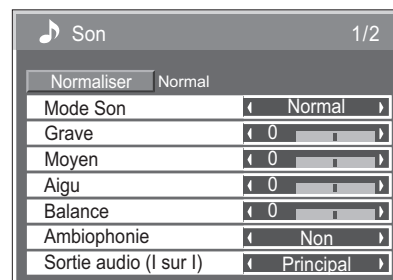 Son 1/2
Normaliser Normal
Mode Son Normal
Grave 0
Moyen 0
Aigu 0
Balance 0
Ambiophonie Non
Sortie audio (I sur I) Principal